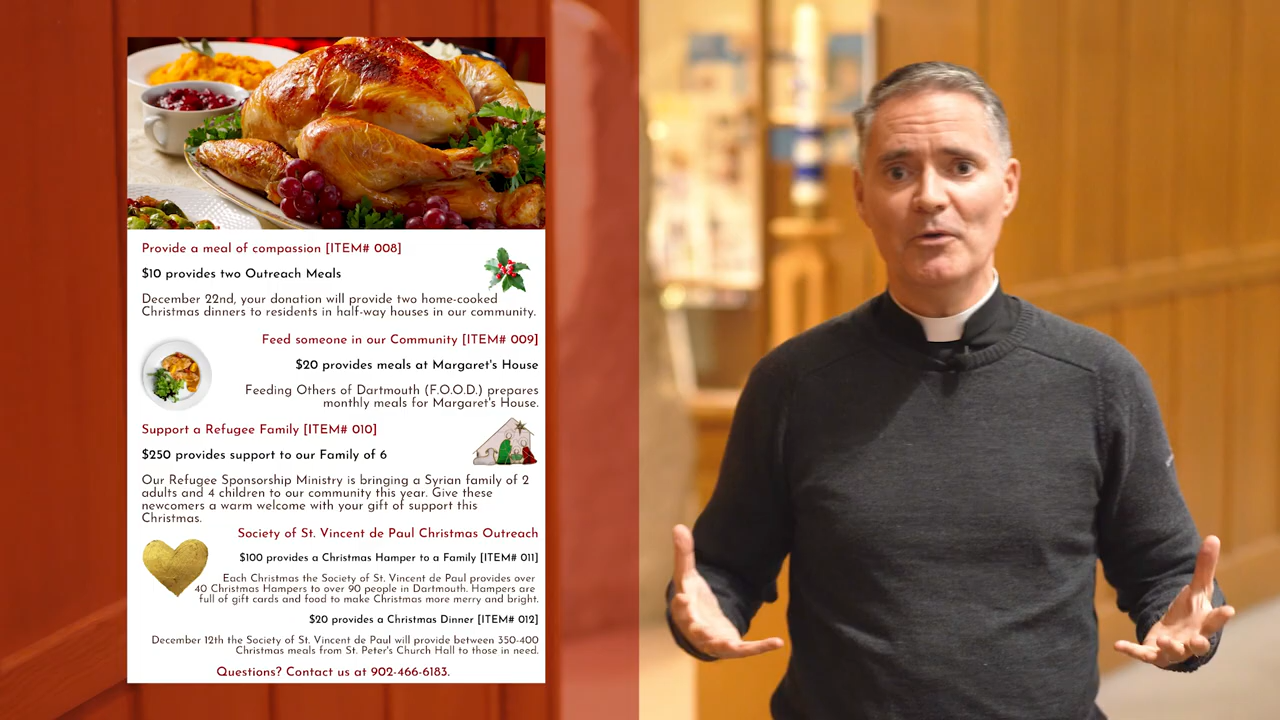 Provide a meal of compassion [ITEM# 008]
$10 provides two Outreach Meals
December 22nd, your donation will provide two home-cooked
Christmas dinners to residents in half-way houses in our community.
Feed someone in our Community [ITEM# 009]
$20 provides meals at Margaret's House
Feeding Others of Dartmouth (F.O.O.D.) prepares
monthly meals for Margaret's House.
Support a Refugee Family [ITEM# 010]
$250 provides support to our Family of 6
Our Refugee Sponsorship Ministry is bringing a Syrian family of 2
adults and 4 children to our community this year. Give these
newcomers a warm welcome with your gift of support this
Christmas.
Society of St. Vincent de Paul Christmas Outreach
$100 provides a Christmas Hamper to a Family [ITEM# 011]
Each Christmas the Society of St. Vincent de Paul provides over
40 Christmas Hampers to over 90 people in Dartmouth. Hampers are
full of gift cards and food to make Christmas more merry and bright.
$20 provides a Christmas Dinner [ITEM# 012]
December 12th the Society of St. Vincent de Paul will provide between 350-400
Christmas meals from St. Peter's Church Hall to those in need.
Questions? Contact us at 902-466-6183.